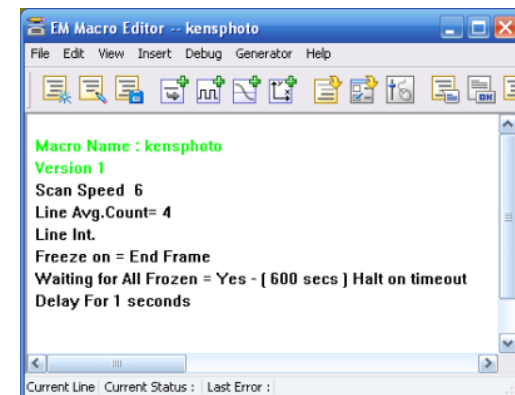 EM Macro Editor -- kensphoto
File Edit View Insert Debug Generator Help
OK
Macro Name : kensphoto
Version 1
Scan Speed 6
Line Avg.Count= 4
Line Int.
Freeze on = End Frame
Waiting for All Frozen = Yes - ( 600 secs ) Halt on timeout
Delay For 1 seconds
Current Line Current Status : Last Error :